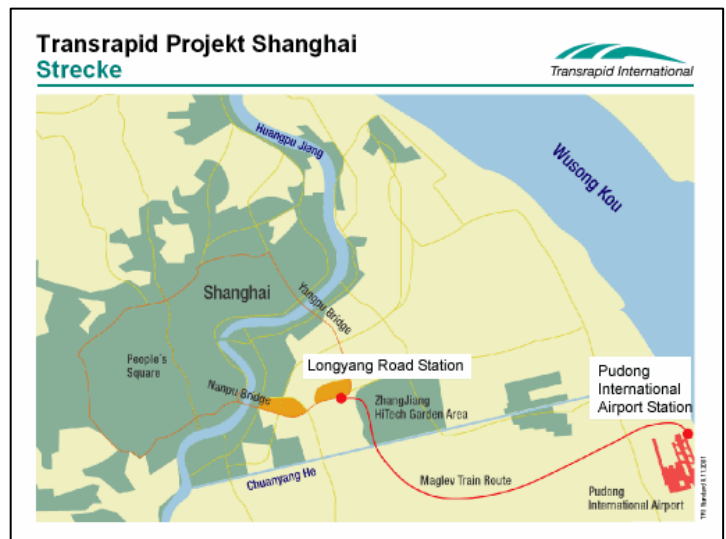 Transrapid Projekt Shanghai
Strecke
Transrapid International
Huangpu Jiang
Wusong Kou
Shanghai
Yangpu Bridge
People's
Square
Nanpu Bridge
Longyang Road Station
ZhangJiang
HiTech Garden Area
Pudong
International
Airport Station
Chuanyang He
Maglev Train Route
Pudong
International Airport